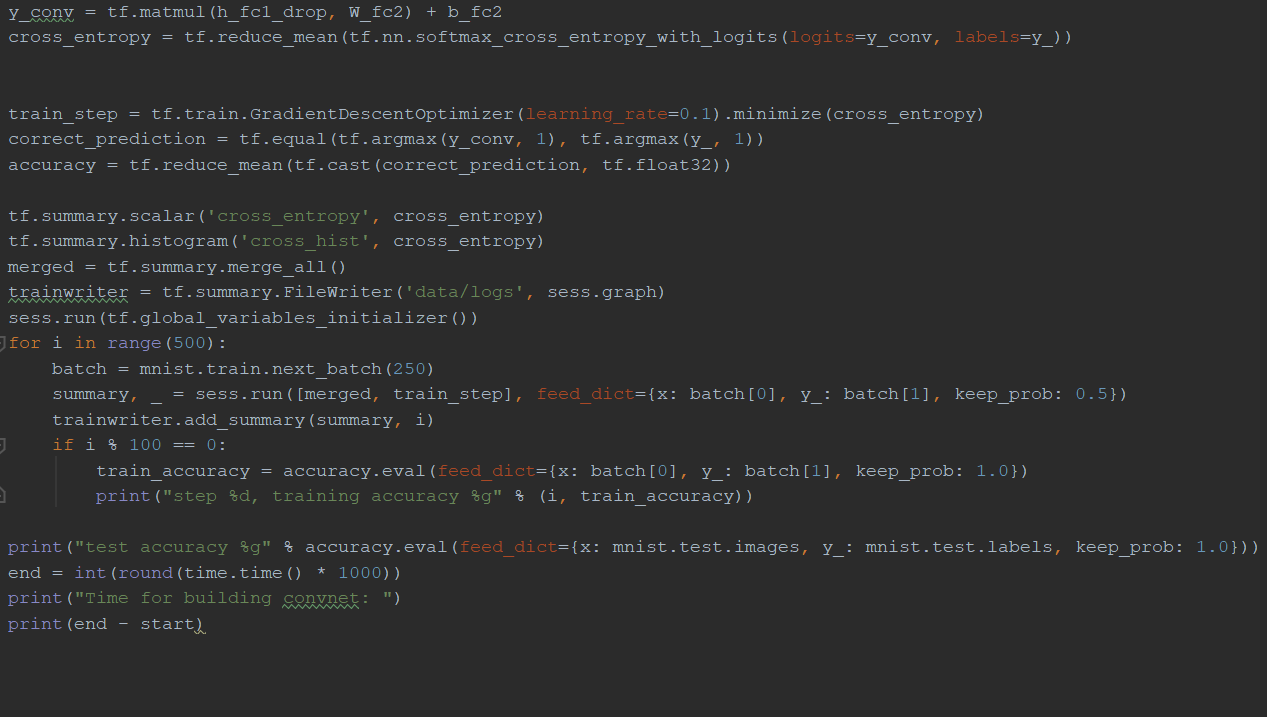 y_conv = tf.matmul(h_fc1_drop, W_fc2) + b_fc2
cross_entropy = tf.reduce_mean(tf.nn.softmax_cross_entropy_with_logits(logits=y_conv, labels=y_))
train_step = tf.train.GradientDescentOptimizer(learning_rate=0.1).minimize(cross_entropy)
correct_prediction = tf.equal(tf.argmax(y_conv, 1), tf.argmax(y_, 1))
accuracy = tf.reduce_mean(tf.cast(correct_prediction, tf.float32))
tf.summary.scalar('cross_entropy', cross_entropy)
tf.summary.histogram('cross_hist', cross_entropy)
merged = tf.summary.merge_all()
trainwriter = tf.summary.FileWriter('data/logs', sess.graph)
sess.run(tf.global_variables_initializer())
for i in range(500):
    batch = mnist.train.next_batch(250)
    summary, _ = sess.run([merged, train_step], feed_dict={x: batch[0], y_: batch[1], keep_prob: 0.5})
    trainwriter.add_summary(summary, i)
    if i % 100 == 0:
        train_accuracy = accuracy.eval(feed_dict={x: batch[0], y_: batch[1], keep_prob: 1.0})
        print("step %d, training accuracy %g" % (i, train_accuracy))
print("test accuracy %g" % accuracy.eval(feed_dict={x: mnist.test.images, y_: mnist.test.labels, keep_prob: 1.0}))
end = int(round(time.time() * 1000))
print("Time for building convnet: ")
print(end - start)